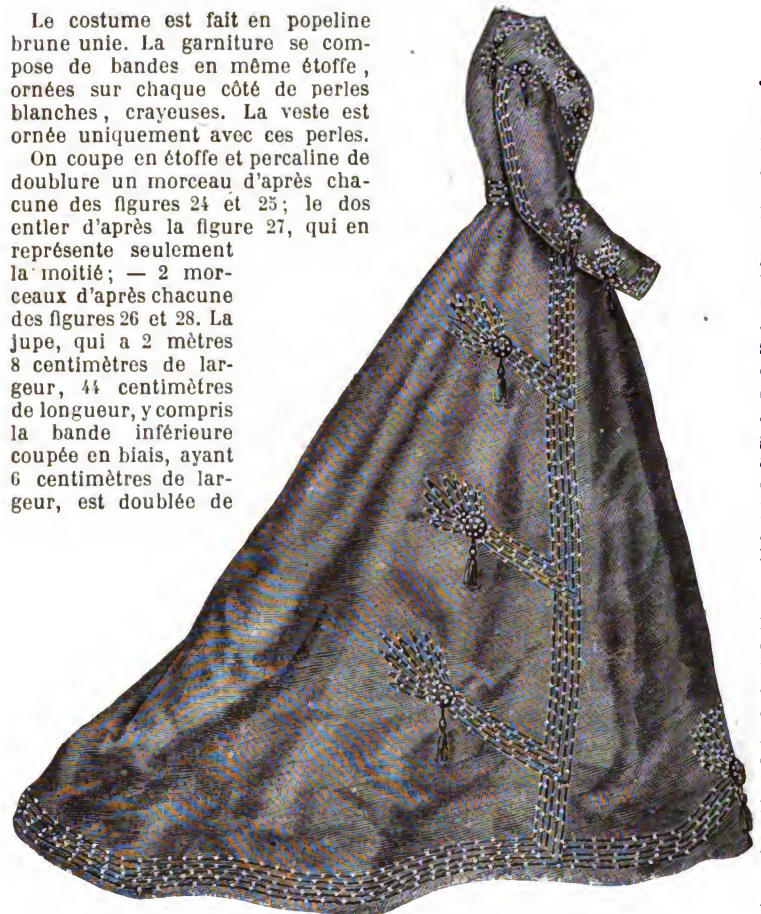 Le costume est fait en popeline
brune unie. La garniture se com-
pose de bandes en même étoffe ,
ornées sur chaque côté de perles
blanches , crayeuses. La veste est
ornée uniquement avec ces perles.
On coupe en étoffe et percaline de
doublure un morceau d'après cha-
cune des figures 24 et 25 ; le dos
entier d'après la figure 27, qui en
représente seulement
la moitié ; — 2 mor-
ceaux d'après chacune
des figures 26 et 28. La
jupe, qui a 2 mètres
8 centimètres de lar-
geur, 44 centimètres
de longueur, y compris
la bande inférieure
coupée en biais, ayant
6 centimètres de lar-
geur, est doublée de